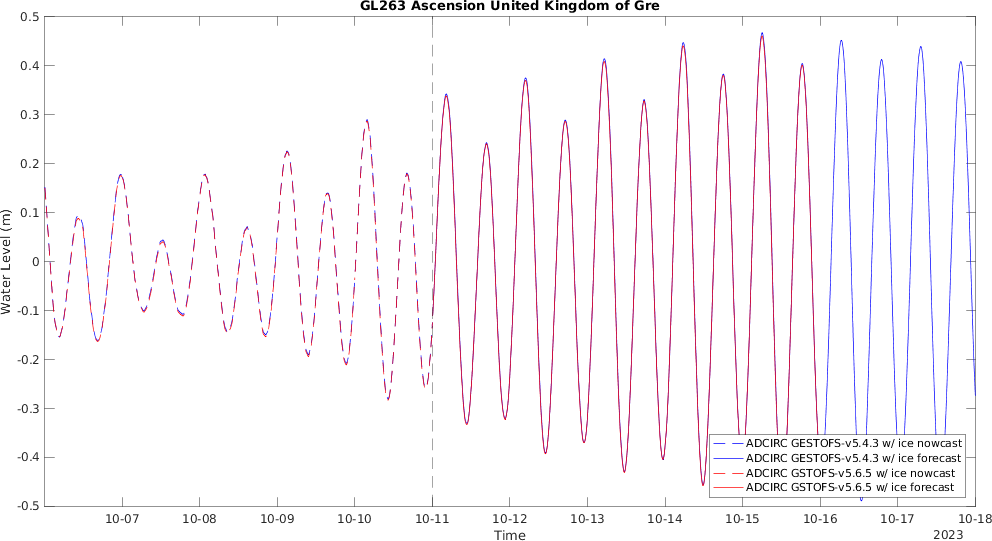 GL263 Ascension United Kingdom of Gre
0.5
0.4
0.3
0.2
0.1
0
-0.1
-0.2
-0.3
-0.4
-0.5
Water Level (m)
ADCIRC GESTOFS-v5.4.3 w/ ice nowcast
ADCIRC GESTOFS-v5.4.3 w/ ice forecast
ADCIRC GSTOFS-v5.6.5 w/ ice nowcast
ADCIRC GSTOFS-v5.6.5 w/ ice forecast
10-07 10-08 10-09 10-10 10-11 10-12 10-13 10-14 10-15 10-16 10-17 10-18
Time
2023